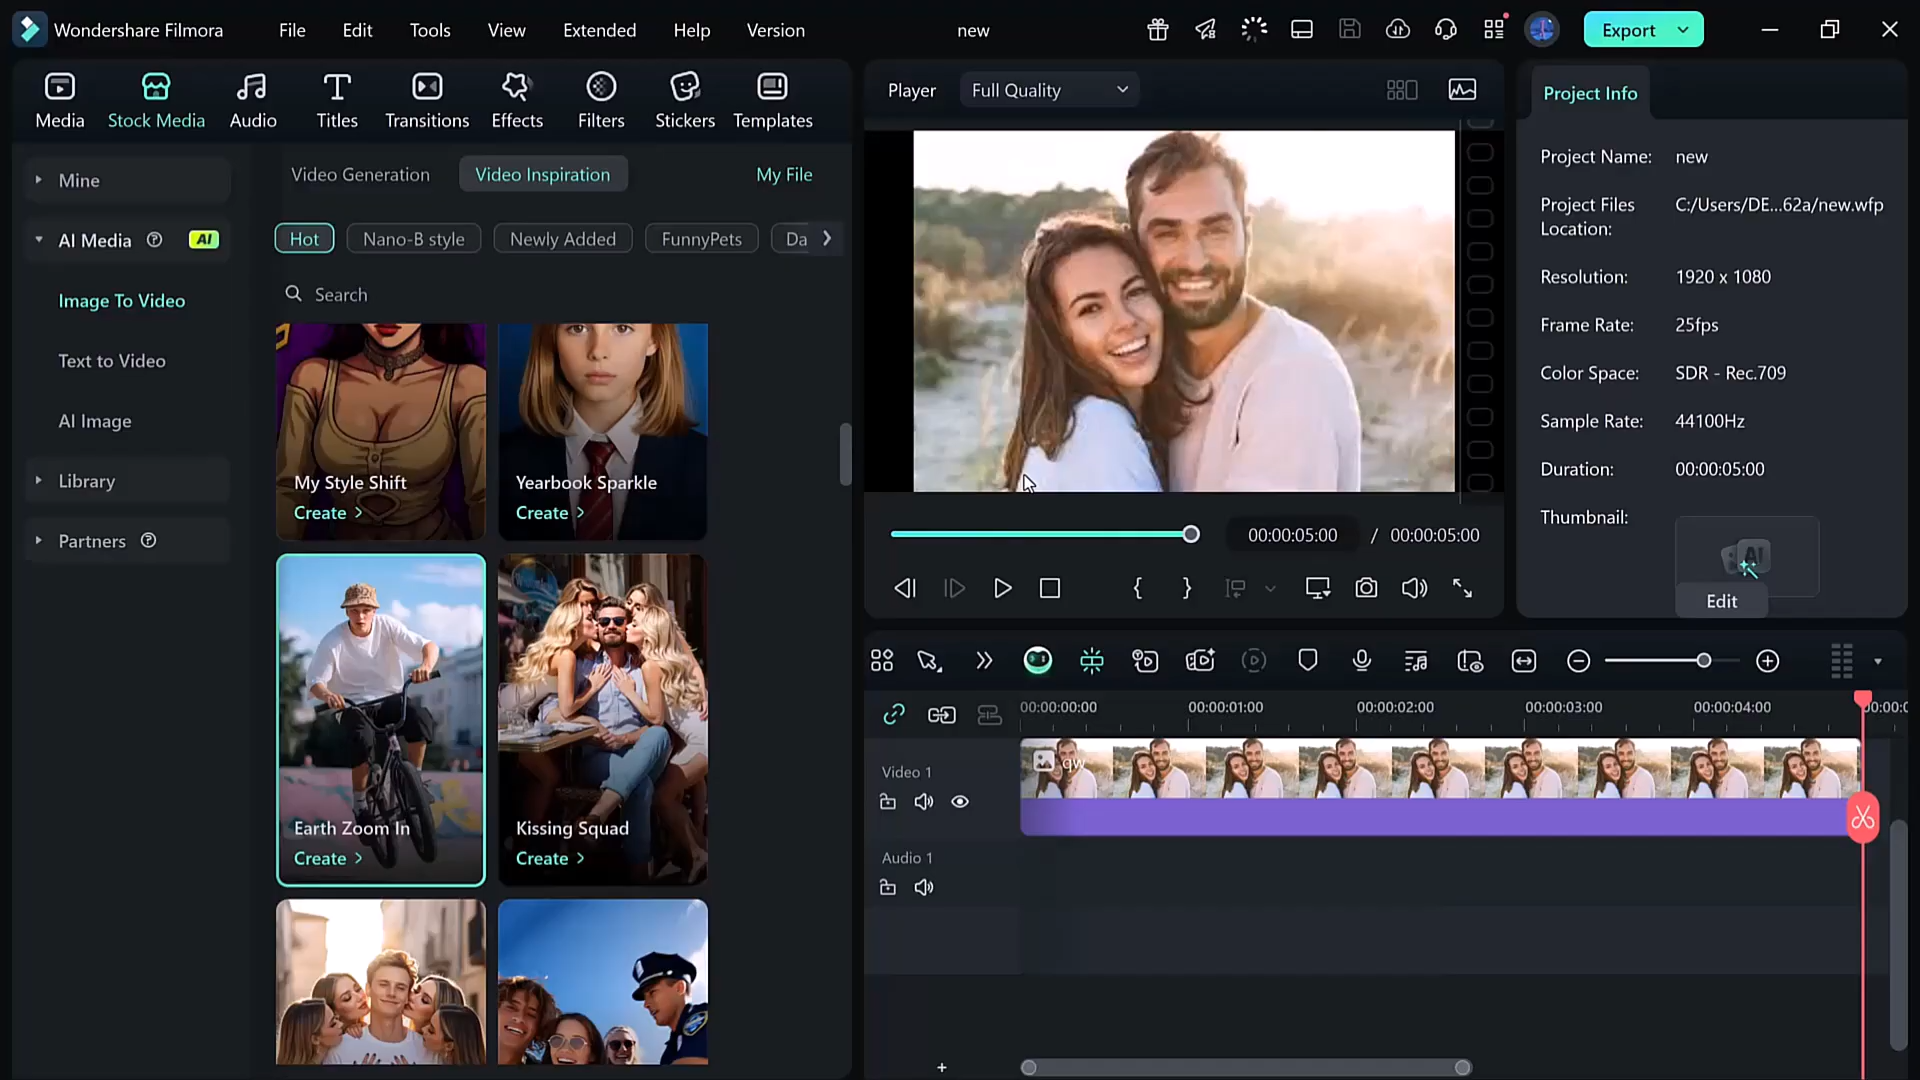 Wondershare Filmora
File
Edit
Tools
View
Extended
Help
Version
new
Export
Media
Stock Media
Audio
Titles
Transitions
Effects
Filters
Stickers
Templates
Mine
AI Media
AI
Image To Video
Text to Video
AI Image
Library
Partners
Video Generation
Video Inspiration
My File
Hot
Nano-B style
Newly Added
FunnyPets
Da
Search
My Style Shift
Create
Yearbook Sparkle
Create
Earth Zoom In
Create
Kissing Squad
Create
Player
Full Quality
00:00:05:00 / 00:00:05:00
Project Info
Project Name: new
Project Files Location: C:/Users/DE...62a/new.wfp
Resolution: 1920 x 1080
Frame Rate: 25fps
Color Space: SDR - Rec.709
Sample Rate: 44100Hz
Duration: 00:00:05:00
Thumbnail:
AI
Edit
00:00:00:00
00:00:01:00
00:00:02:00
00:00:03:00
00:00:04:00
00:00:0
Video 1
qw
Audio 1